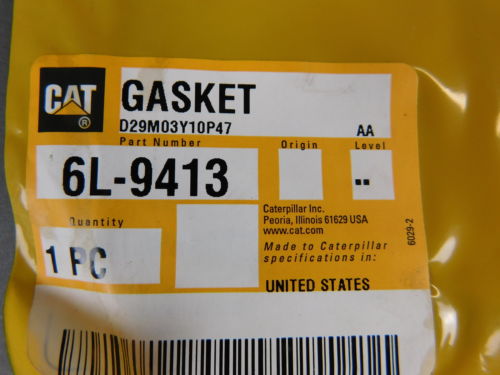 CAT ®
GASKET
D29M03Y10P47
AA
Part Number
Origin
Level
6L-9413
--
Quantity
1 PC
Caterpillar Inc.
Peoria, Illinois 61629 USA
www.cat.com
Made to Caterpillar
specifications in:
UNITED STATES
6029-2